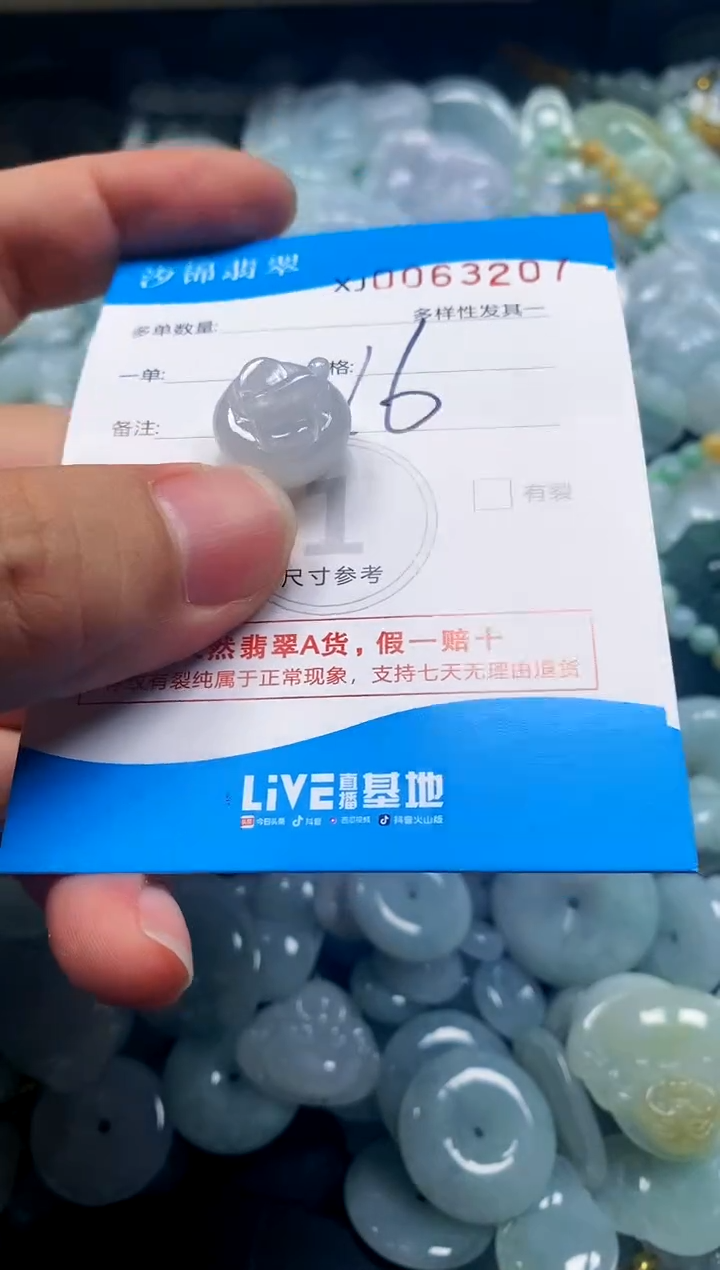 汐锦翡翠
XJ0063207
多单数量:
多样性发其一
一单:
格:
16
备注:
1
有裂
尺寸参考
然翡翠A货，假一赔十
有裂纯属于正常现象，支持七天无理由退货
LiVE直播基地
今日头条 抖音 西瓜视频 抖音火山版